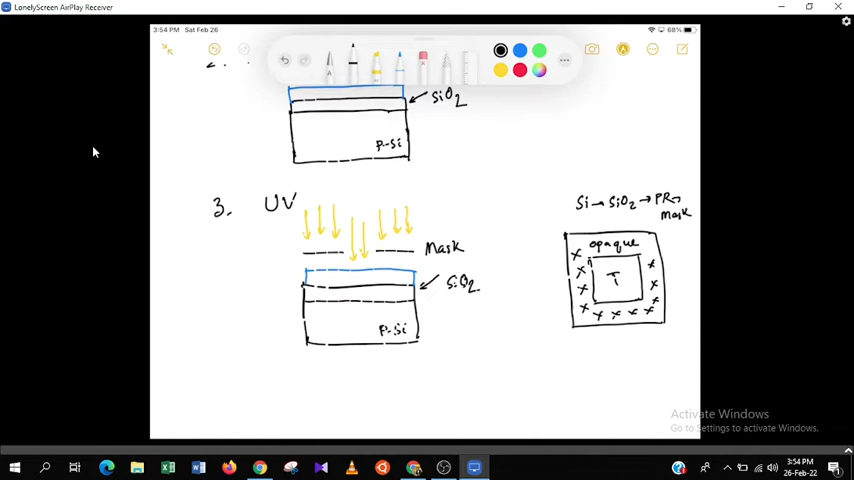 LonelyScreen AirPlay Receiver
3:54 PM Sat Feb 26
68%
A
SiO2
P-Si
3. UV
Mask
SiO2
P-Si
Si → SiO2 → PR →
Mask
opaque
T
Activate Windows
Go to Settings to activate Windows.
3:54 PM
26-Feb-22